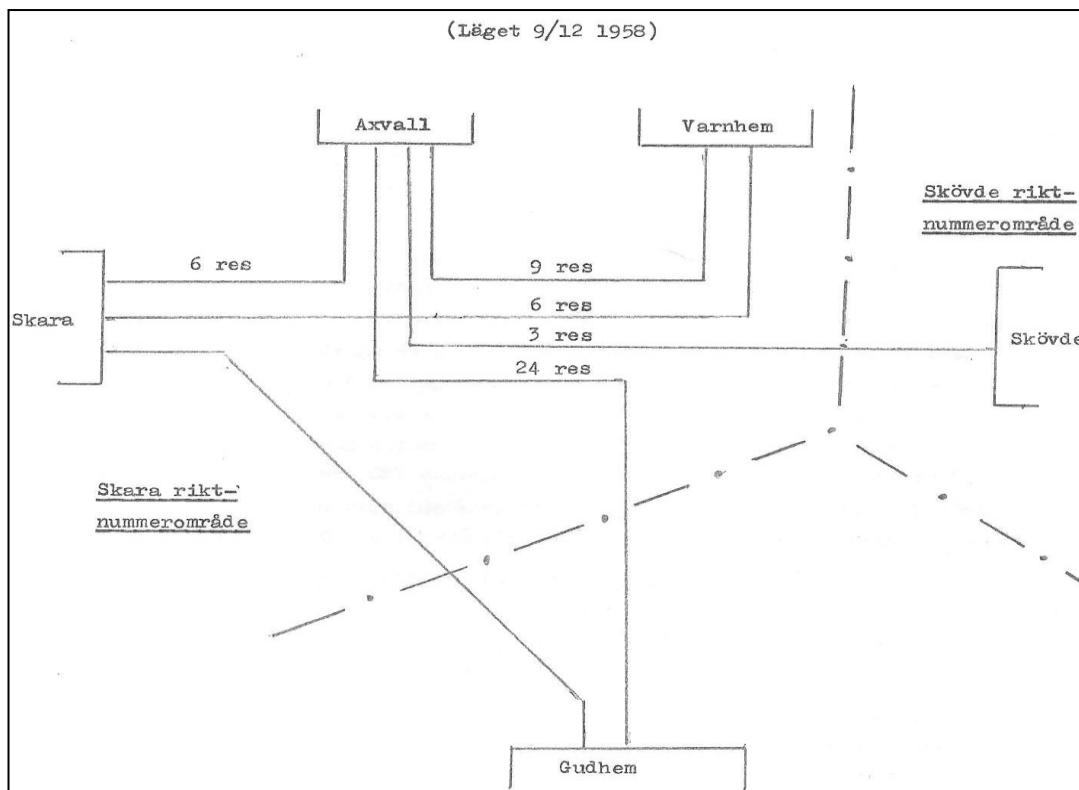 (Läget 9/12 1958)
Axvall
Varnhem
Skövde rikt-
nummerområde
6 res
9 res
6 res
Skara
3 res
Skövde
24 res
Skara rikt-
nummerområde
Gudhem